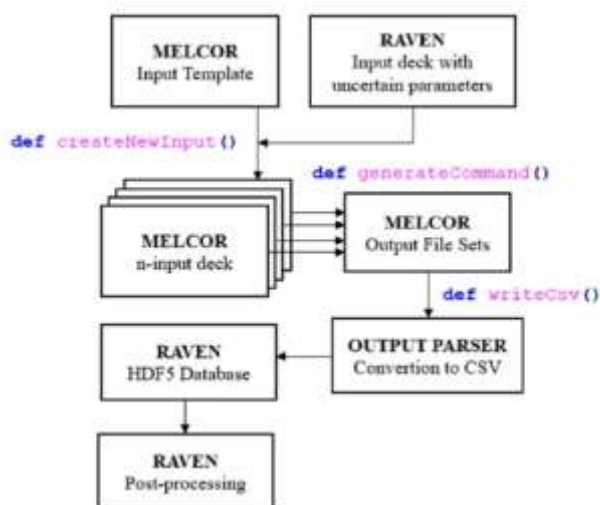 MELCOR
Input Template
RAVEN
Input deck with
uncertain parameters
def createNewInput()
def generateCommand()
MELCOR
n-input deck
MELCOR
Output File Sets
def writeCsv()
RAVEN
HDF5 Database
OUTPUT PARSER
Convertion to CSV
RAVEN
Post-processing